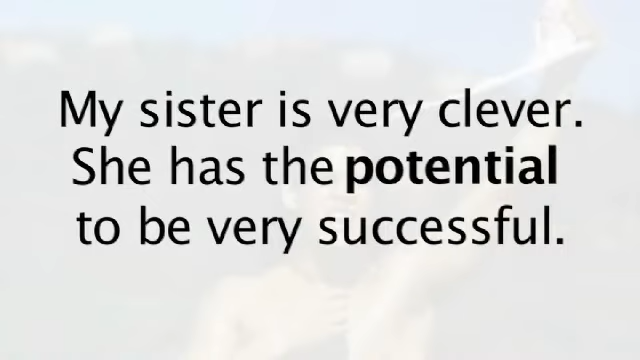 My sister is very clever.
She has the potential
to be very successful.